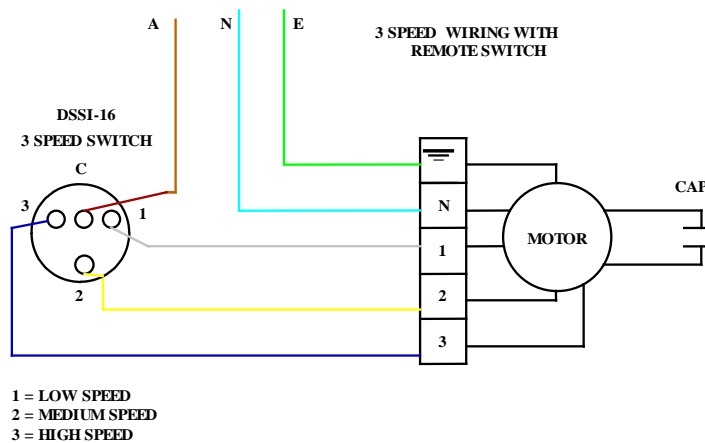 A N E
3 SPEED WIRING WITH
REMOTE SWITCH
DSSI-16
3 SPEED SWITCH
C
3
1
2
N
1
2
3
MOTOR
CAP
1 = LOW SPEED
2 = MEDIUM SPEED
3 = HIGH SPEED